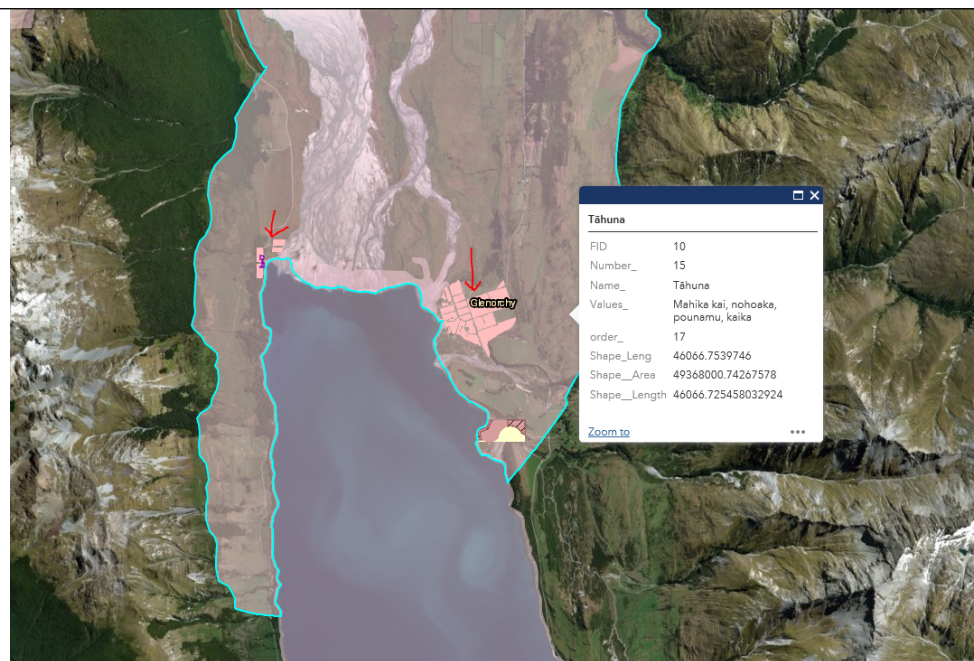 Tāhuna
FID 10
Number_ 15
Name_ Tāhuna
Values_ Mahika kai, nohoaka,
pounamu, kaika
order_ 17
Shape_Leng 46066.7539746
Shape__Area 49368000.74267578
Shape__Length 46066.725458032924
Zoom to
Glenorchy